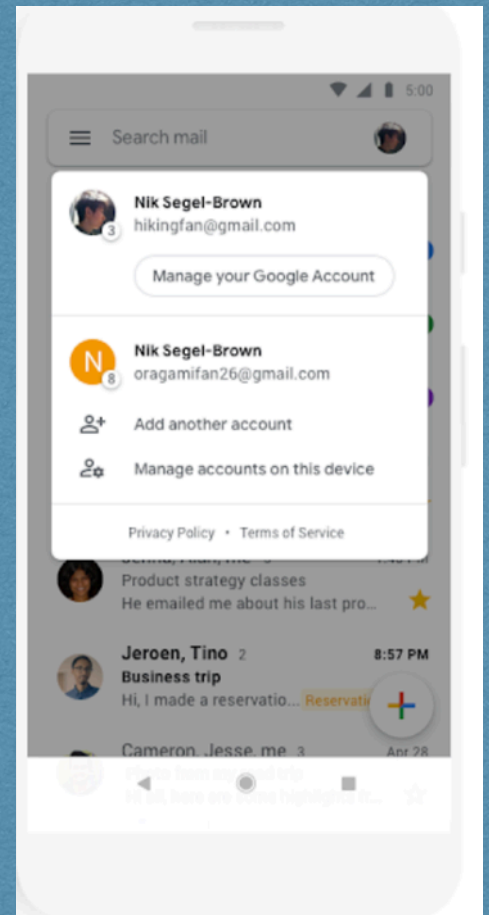 5:00
Search mail
Nik Segel-Brown
3
hikingfan@gmail.com
Manage your Google Account
Nik Segel-Brown
N
8
oragamifan26@gmail.com
Add another account
Manage accounts on this device
Privacy Policy • Terms of Service
Product strategy classes
He emailed me about his last pro...
Jeroen, Tino 2 8:57 PM
Business trip
Hi, I made a reservatio... Reservati
Cameron, Jesse, me 3 Apr 28